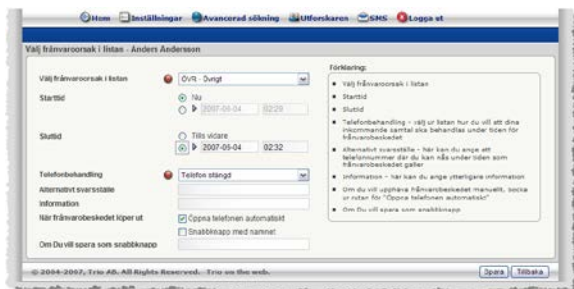 Hem Inställningar Avancerad sökning Utforskaren SMS Logga ut
Välj frånvaroorsak i listan - Anders Andersson
Välj frånvaroorsak i listan
ÖVR - Övrigt
Starttid
Nu
2007-09-04 02:29
Sluttid
Tills vidare
2007-09-04 02:32
Telefonbehandling
Telefon stängd
Alternativt svarsställe
Information
När frånvarobeskedet löper ut
Öppna telefonen automatiskt
Snabbknapp med namnet
Om Du vill spara som snabbknapp
Förklaring:
Välj frånvaroorsak i listan
Starttid
Sluttid
Telefonbehandling - välj ur listan hur du vill att dina
inkommande samtal ska behandlas under tiden för
frånvarobeskedet
Alternativt svarsställe - här kan du ange ett
telefonnummer där du kan nås under tiden som
frånvarobeskedet gäller
Information - här kan du ange ytterligare information
Om du vill upphäva frånvarobeskedet manuellt, bocka
ur rutan för "Öppna telefonen automatiskt"
Om Du vill spara som snabbknapp
© 2004-2007, Trio AB. All Rights Reserved. Trio on the web.
Spara Tillbaka